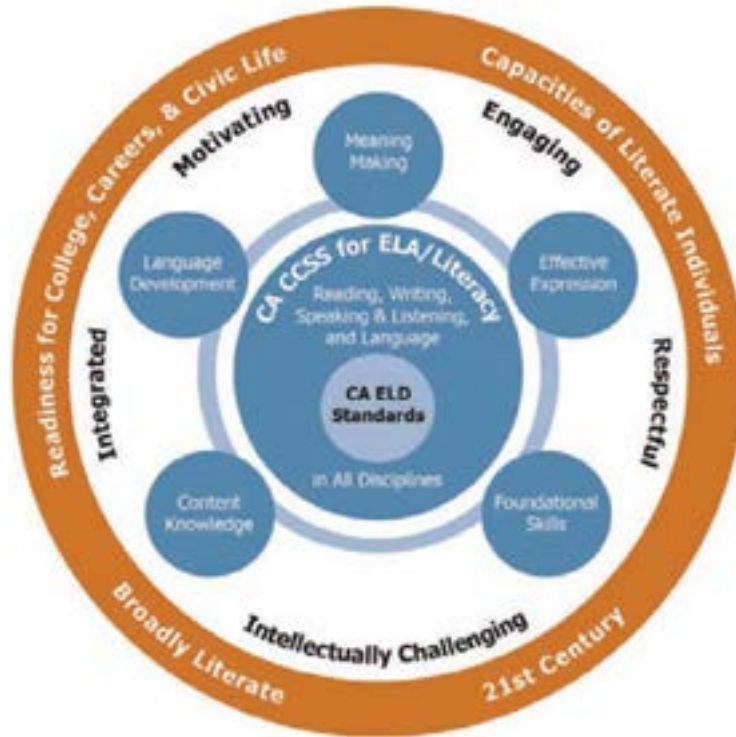 Readiness for College, Careers, & Civic Life
Capacities of Literate Individuals
Motivating
Engaging
Meaning
Making
Language
Development
Effective
Expression
CA CCSS for ELA/Literacy
Reading, Writing,
Speaking & Listening,
and Language
CA ELD
Standards
in All Disciplines
Integrated
Respectful
Content
Knowledge
Foundational
Skills
Intellectually Challenging
Broadly Literate
21st Century